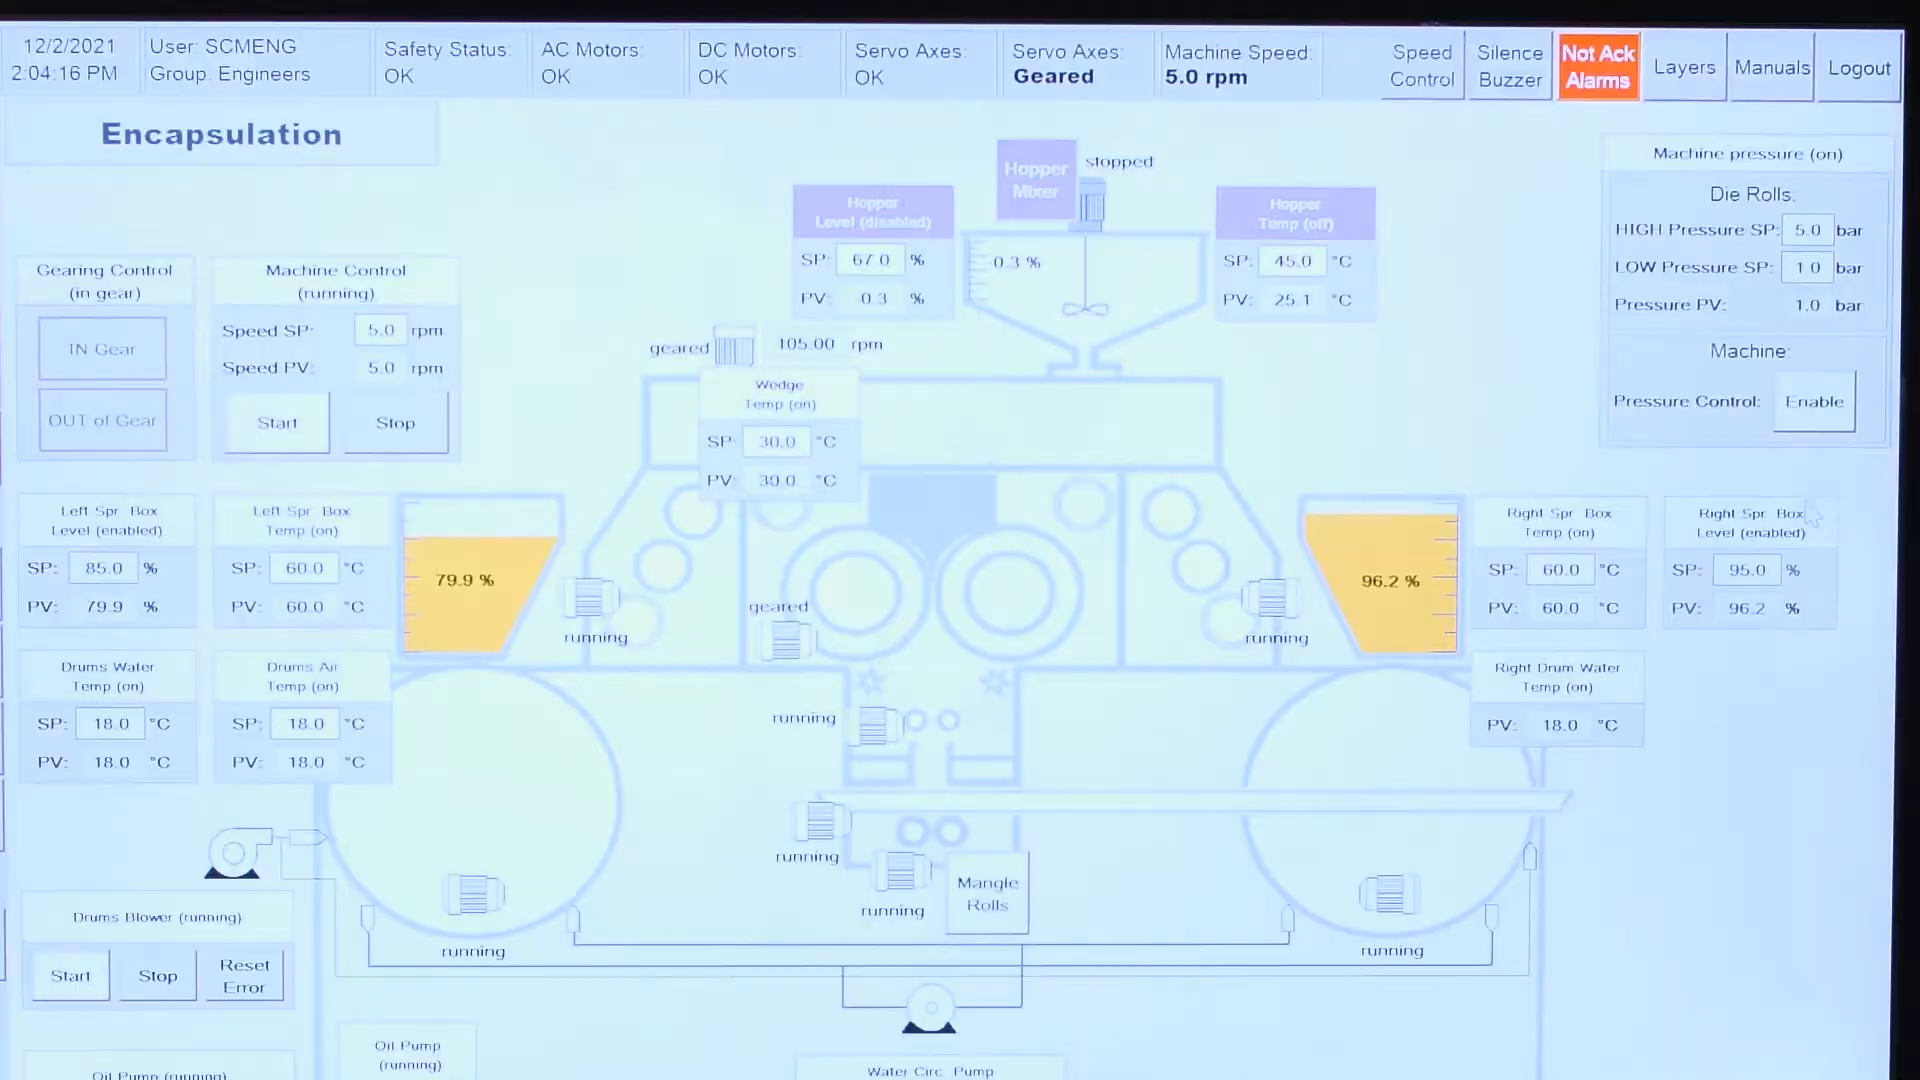 12/2/2021
2:04:16 PM
User: SCMENG
Group: Engineers
Safety Status:
OK
AC Motors:
OK
DC Motors:
OK
Servo Axes:
OK
Servo Axes:
Geared
Machine Speed:
5.0 rpm
Speed
Control
Silence
Buzzer
Not Ack
Alarms
Layers
Manuals
Logout
Encapsulation
Hopper
Mixer
stopped
Machine pressure (on)
Die Rolls:
HIGH Pressure SP: 5.0 bar
LOW Pressure SP: 1.0 bar
Pressure PV: 1.0 bar
Machine:
Pressure Control: Enable
Hopper
Level (disabled)
SP: 67.0 %
PV: -0.3 %
-0.3 %
Hopper
Temp (off)
SP: 45.0 °C
PV: 25.1 °C
Gearing Control
(in gear)
IN Gear
OUT of Gear
Machine Control
(running)
Speed SP: 5.0 rpm
Speed PV: 5.0 rpm
Start
Stop
geared
105.00 rpm
Wedge
Temp (on)
SP: 30.0 °C
PV: 30.0 °C
Left Spr. Box
Level (enabled)
SP: 85.0 %
PV: 79.9 %
Left Spr. Box
Temp (on)
SP: 60.0 °C
PV: 60.0 °C
79.9 %
running
geared
running
96.2 %
Right Spr. Box
Temp (on)
SP: 60.0 °C
PV: 60.0 °C
Right Spr. Box
Level (enabled)
SP: 95.0 %
PV: 96.2 %
Drums Water
Temp (on)
SP: 18.0 °C
PV: 18.0 °C
Drums Air
Temp (on)
SP: 18.0 °C
PV: 18.0 °C
running
Right Drum Water
Temp (on)
PV: 18.0 °C
running
running
Mangle
Rolls
Drums Blower (running)
Start
Stop
Reset
Error
running
running
Oil Pump
(running)
Oil Pump (running)
Water Circ. Pump